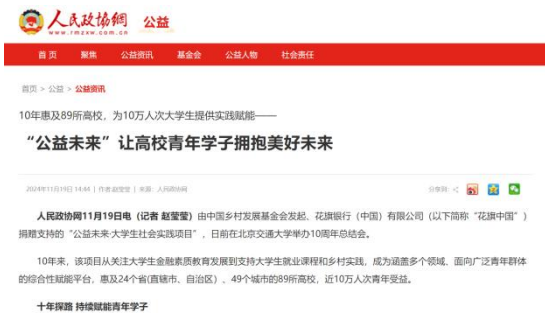 人民政协网 公益
www.rmzxw.com.cn
首页 聚焦 公益资讯 基金会 公益人物 社会责任
首页 > 公益 > 公益资讯
10年惠及89所高校，为10万人次大学生提供实践赋能——
“公益未来”让高校青年学子拥抱美好未来
2024年11月19日 14:44 | 作者:赵莹莹 | 来源：人民政协网 分享到：
人民政协网11月19日电（记者 赵莹莹）由中国乡村发展基金会发起、花旗银行（中国）有限公司（以下简称“花旗中国”）
捐赠支持的“公益未来·大学生社会实践项目”，日前在北京交通大学举办10周年总结会。
10年来，该项目从关注大学生金融素质教育发展到支持大学生就业课程和乡村实践，成为涵盖多个领域、面向广泛青年群体
的综合性赋能平台，惠及24个省(直辖市、自治区）、49个城市的89所高校，近10万人次青年受益。
十年探路 持续赋能青年学子